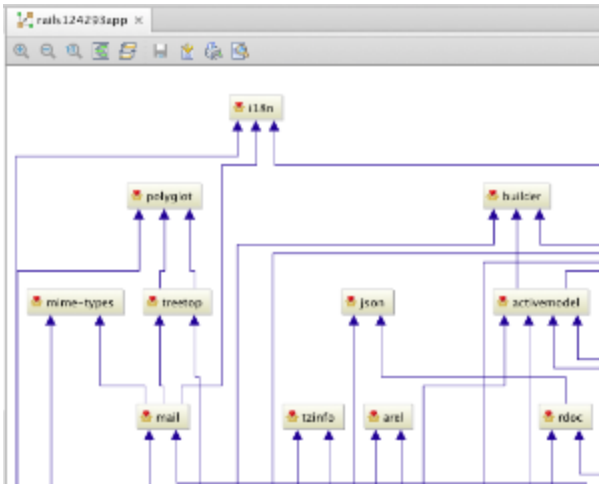 rails124293app
i18n
polyglot
builder
mime-types
treetop
json
activemodel
mail
tzinfo
arel
rdoc